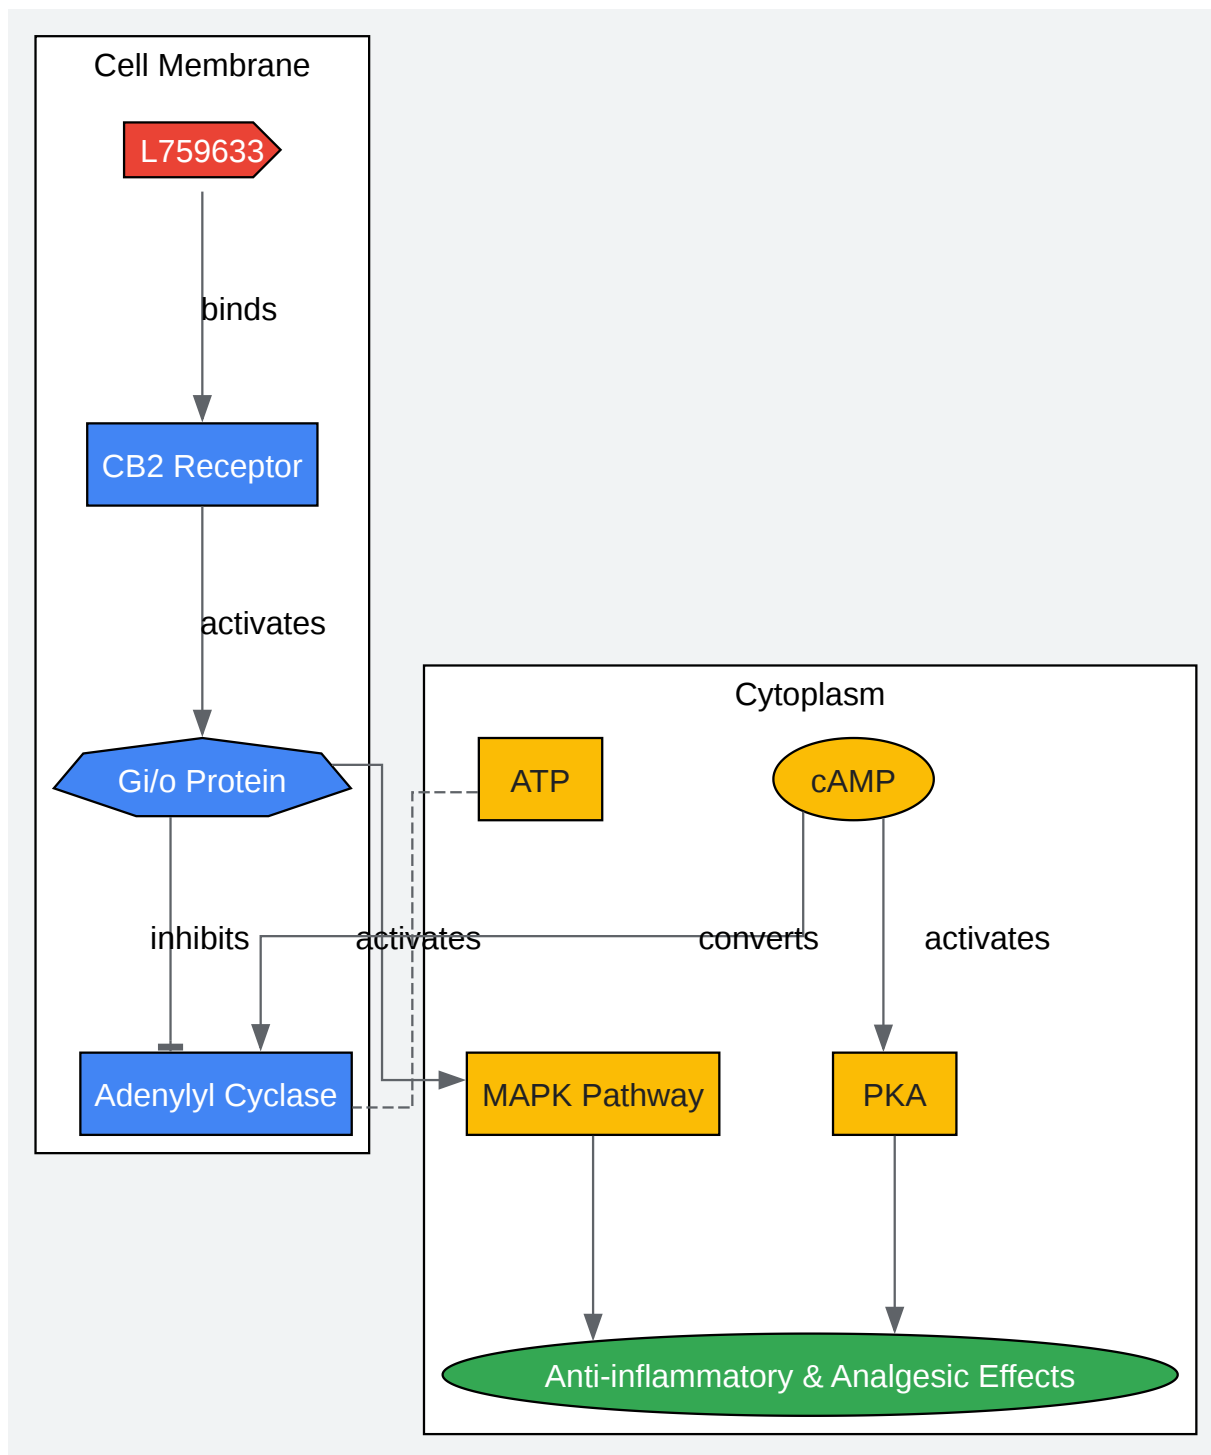 Cell Membrane
L759633
binds
CB2 Receptor
activates
Cytoplasm
Gi/o Protein
ATP
cAMP
inhibits
activates
converts
activates
Adenylyl Cyclase
MAPK Pathway
PKA
Anti-inflammatory & Analgesic Effects